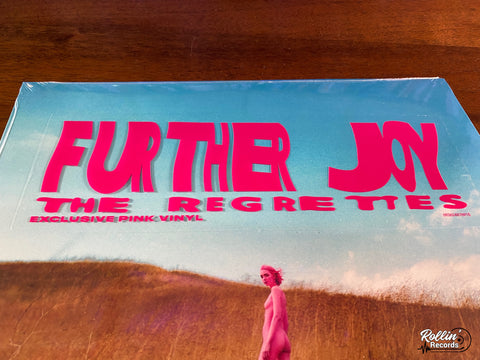 FURTHER JOY
THE REGRETTES
EXCLUSIVE PINK VINYL
Rollin'
Records